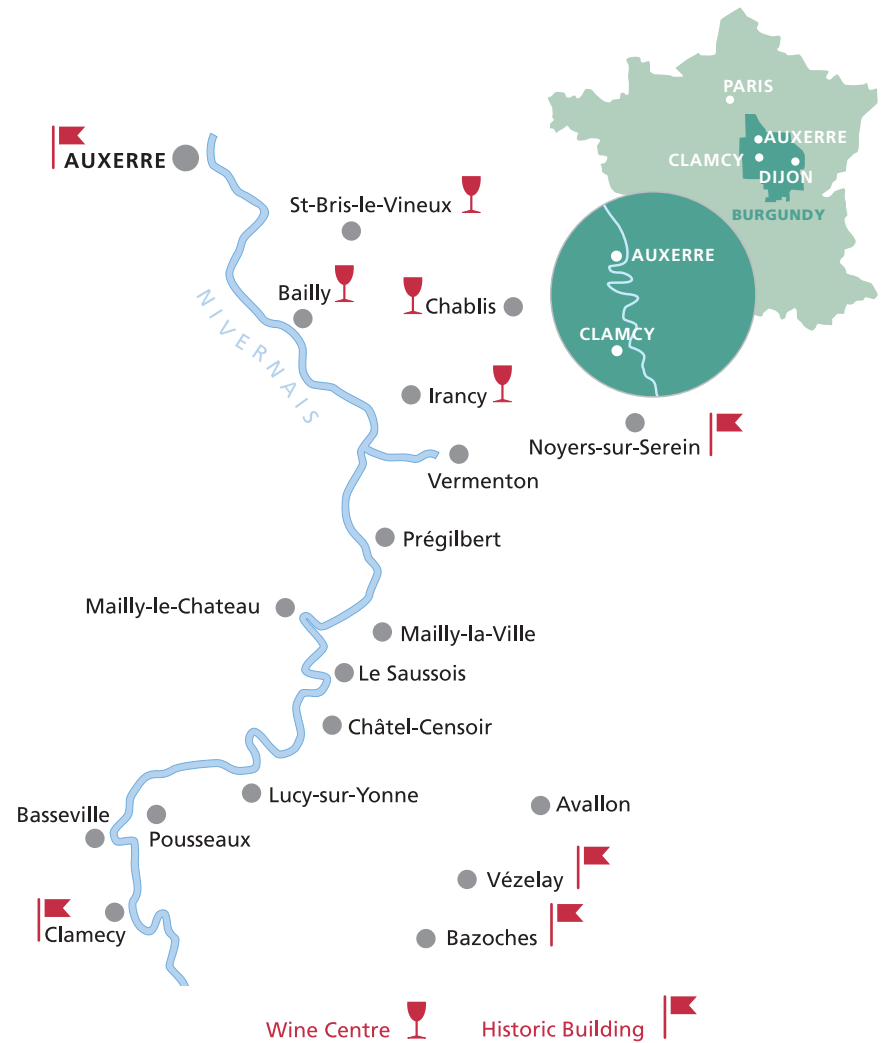 PARIS
AUXERRE
CLAMCY
DIJON
BURGUNDY
AUXERRE
CLAMCY
AUXERRE
St-Bris-le-Vineux
Bailly
Chablis
NIVERNAIS
Irancy
Noyers-sur-Serein
Vermenton
Prégilbert
Mailly-le-Chateau
Mailly-la-Ville
Le Saussois
Châtel-Censoir
Lucy-sur-Yonne
Avallon
Basseville
Pousseaux
Vézelay
Clamecy
Bazoches
Wine Centre
Historic Building